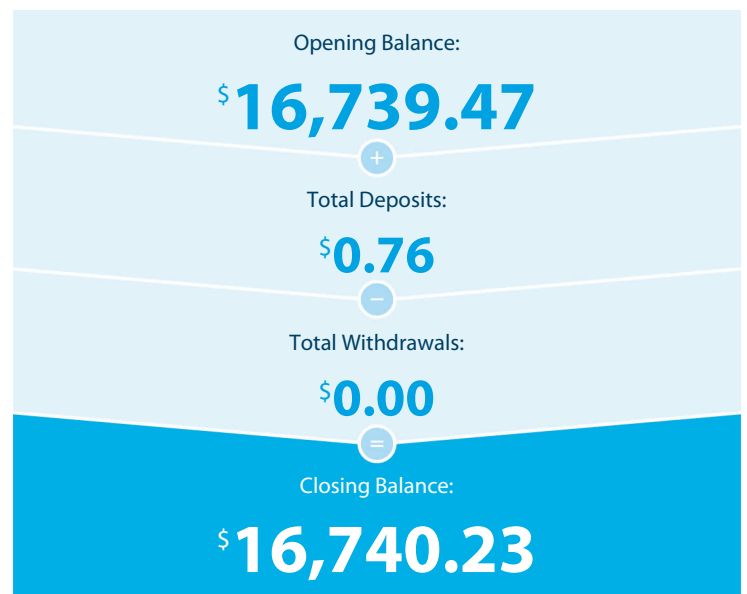 Opening Balance:
$16,739.47
+
Total Deposits:
$0.76
−
Total Withdrawals:
$0.00
=
Closing Balance:
$16,740.23